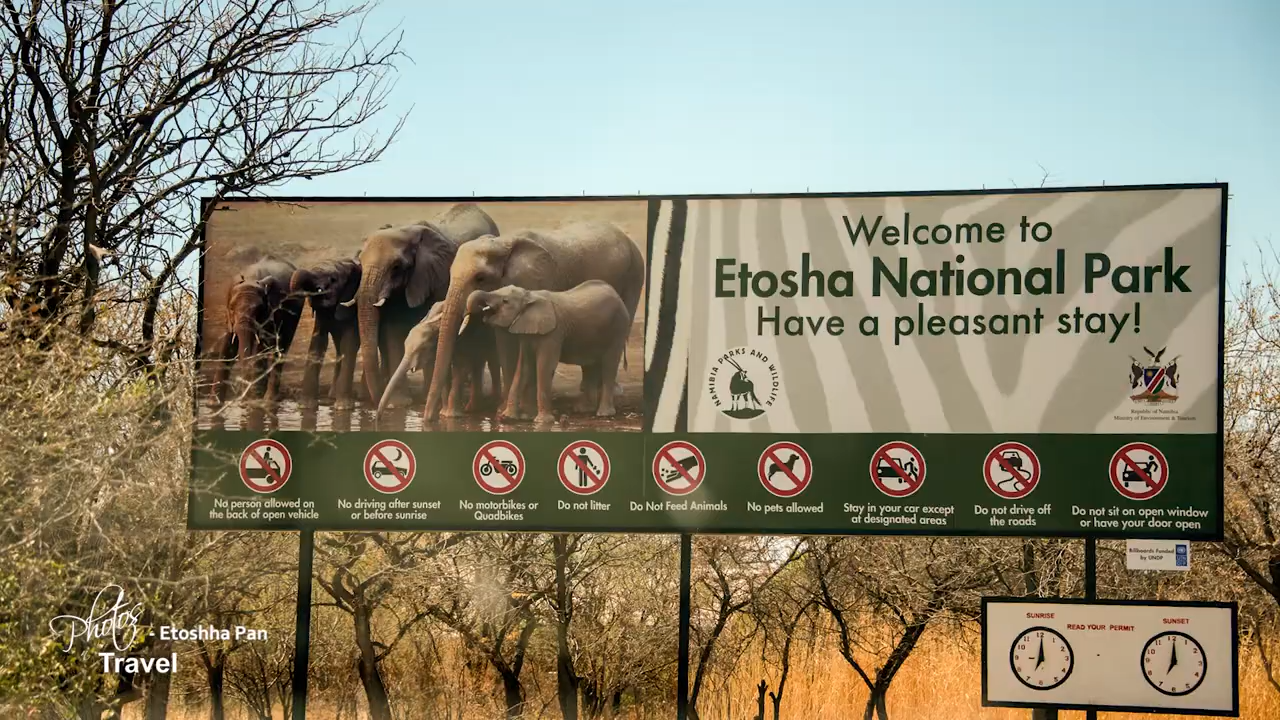 Welcome to
Etosha National Park
Have a pleasant stay!
NAMIBIA PARKS AND WILDLIFE
Republic of Namibia
Ministry of Environment & Tourism
No person allowed on
the back of open vehicle
No driving after sunset
or before sunrise
No motorbikes or
Quadbikes
Do not litter
Do Not Feed Animals
No pets allowed
Stay in your car except
at designated areas
Do not drive off
the roads
Do not sit on open window
or have your door open
Billboards Funded
by UNDP
SUNRISE
READ YOUR PERMIT
SUNSET
Photos - Etoshha Pan
Travel